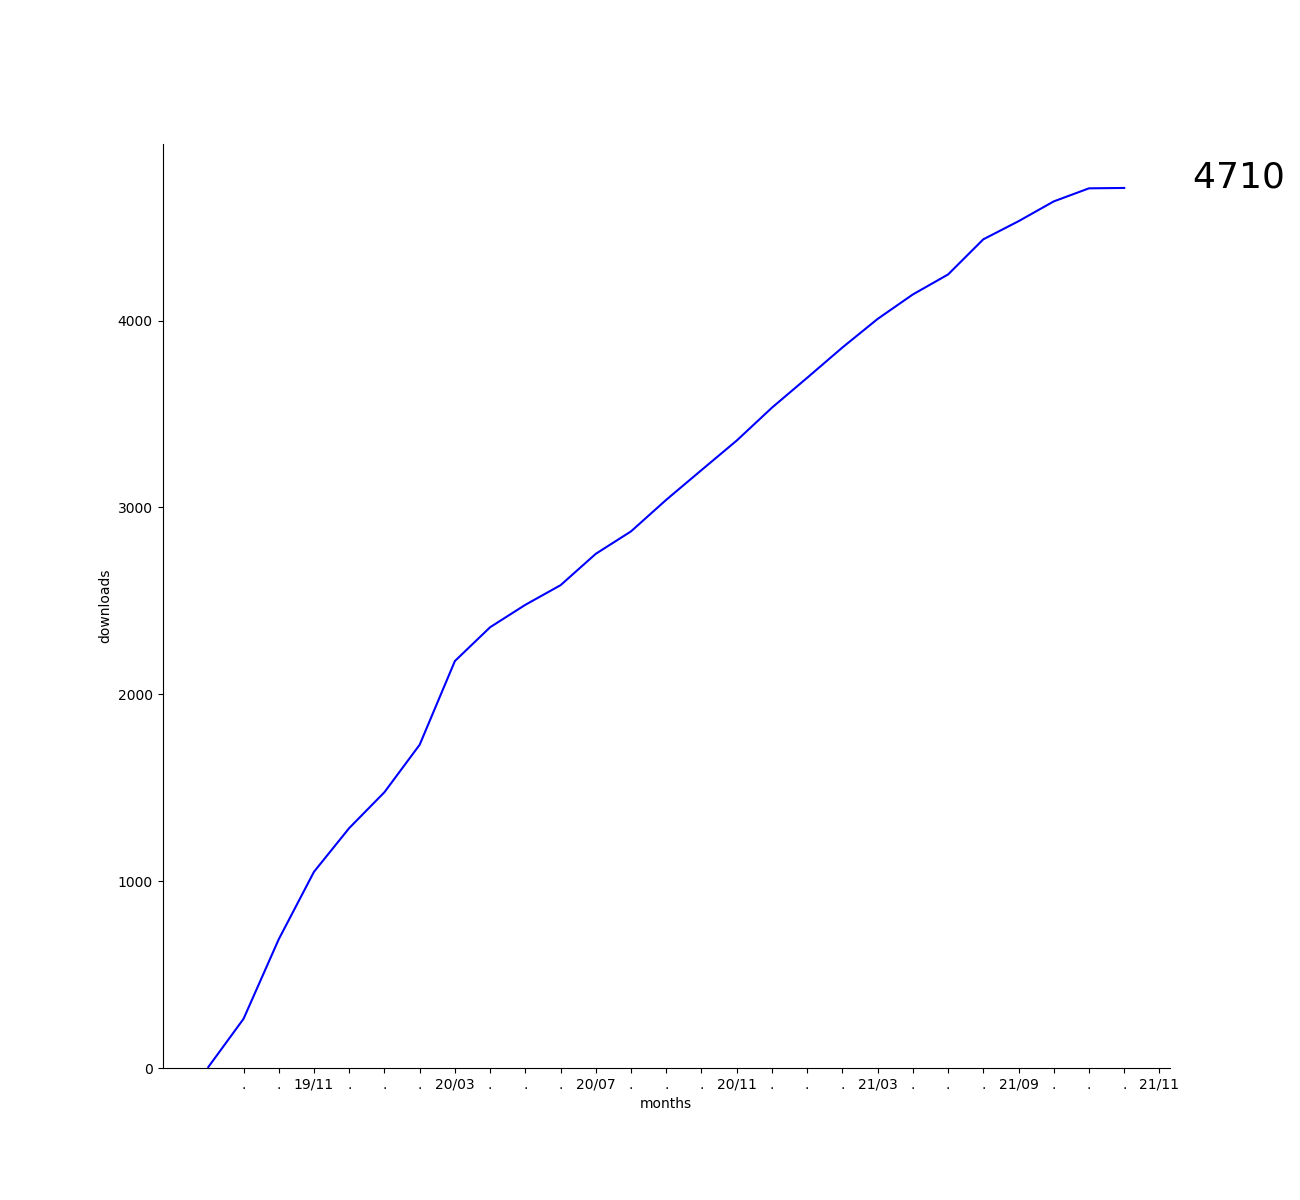 4710
4000
3000
2000
1000
0
downloads
. . 19/11 . . . 20/03 . . . 20/07 . . . 20/11 . . . 21/03 . . . 21/09 . . . 21/11
months